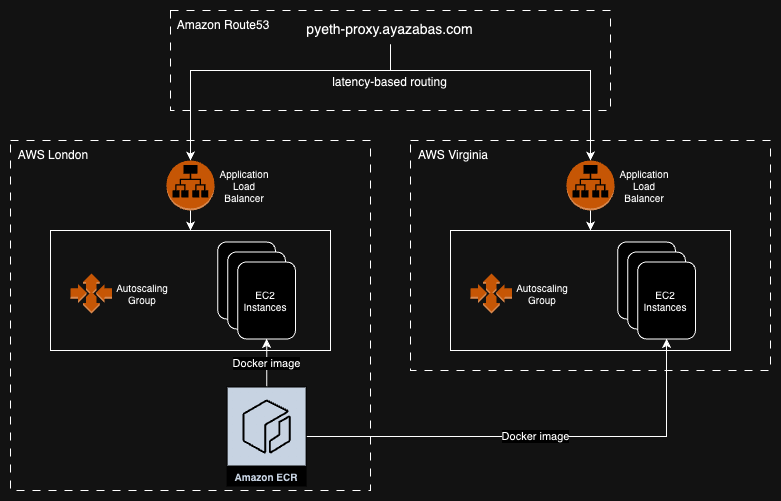 Amazon Route53
pyeth-proxy.ayazabas.com
latency-based routing
AWS London
Application
Load
Balancer
Autoscaling
Group
EC2
Instances
Docker image
Amazon ECR
AWS Virginia
Application
Load
Balancer
Autoscaling
Group
EC2
Instances
Docker image